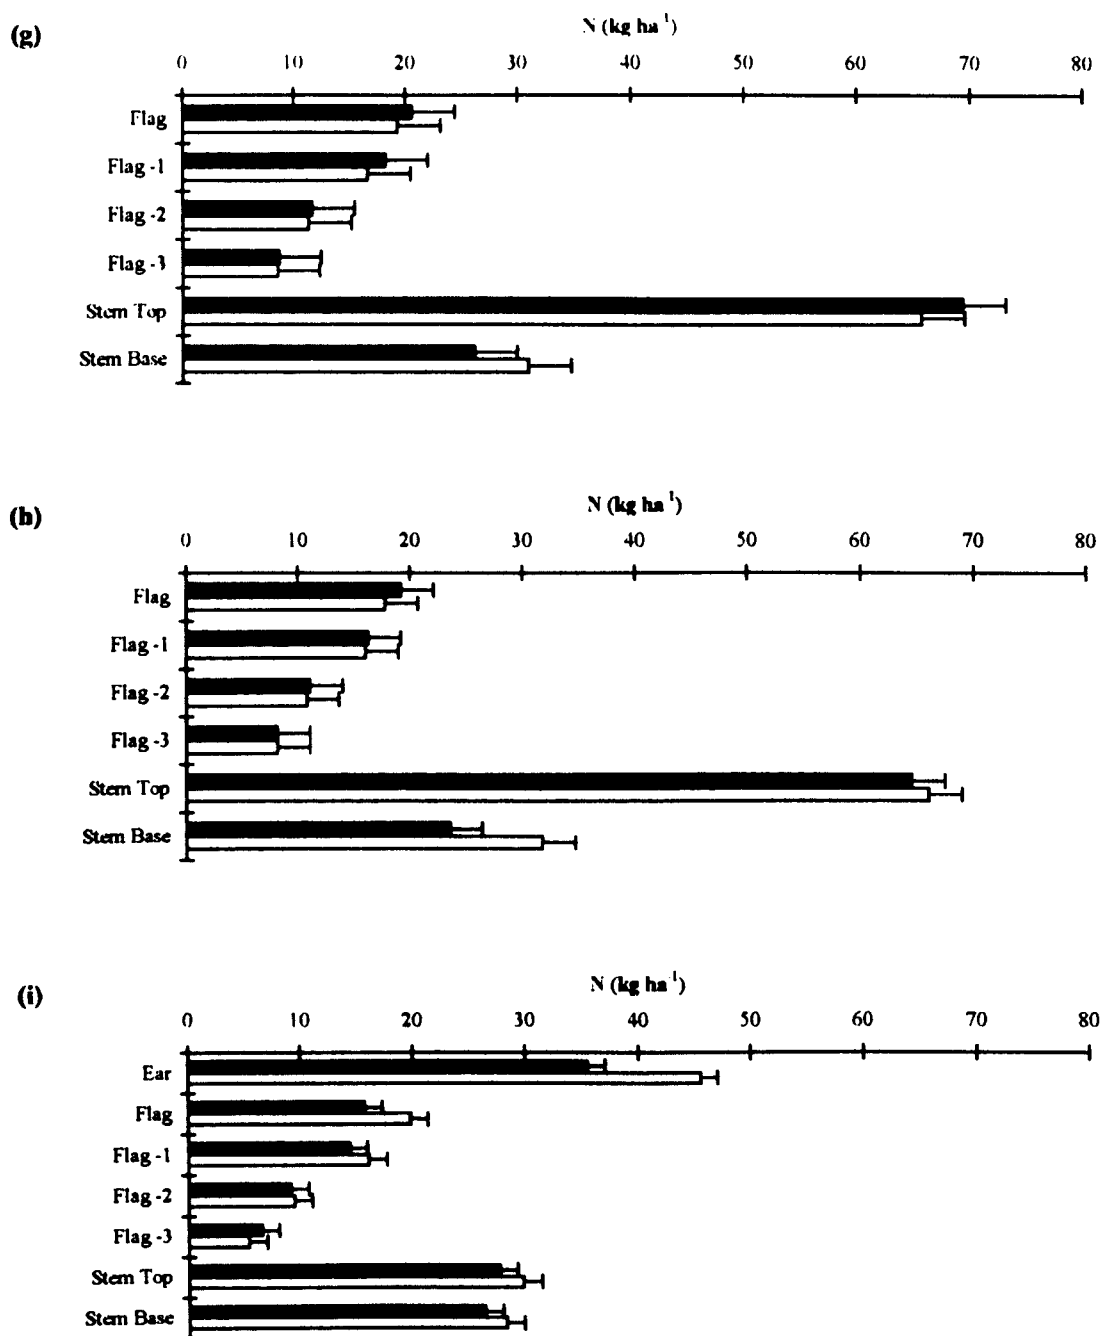 (g)
N (kg ha-1)
0 10 20 30 40 50 60 70 80
Flag
Flag -1
Flag -2
Flag -3
Stem Top
Stem Base
(h)
N (kg ha-1)
0 10 20 30 40 50 60 70 80
Flag
Flag -1
Flag -2
Flag -3
Stem Top
Stem Base
(i)
N (kg ha-1)
0 10 20 30 40 50 60 70 80
Ear
Flag
Flag -1
Flag -2
Flag -3
Stem Top
Stem Base